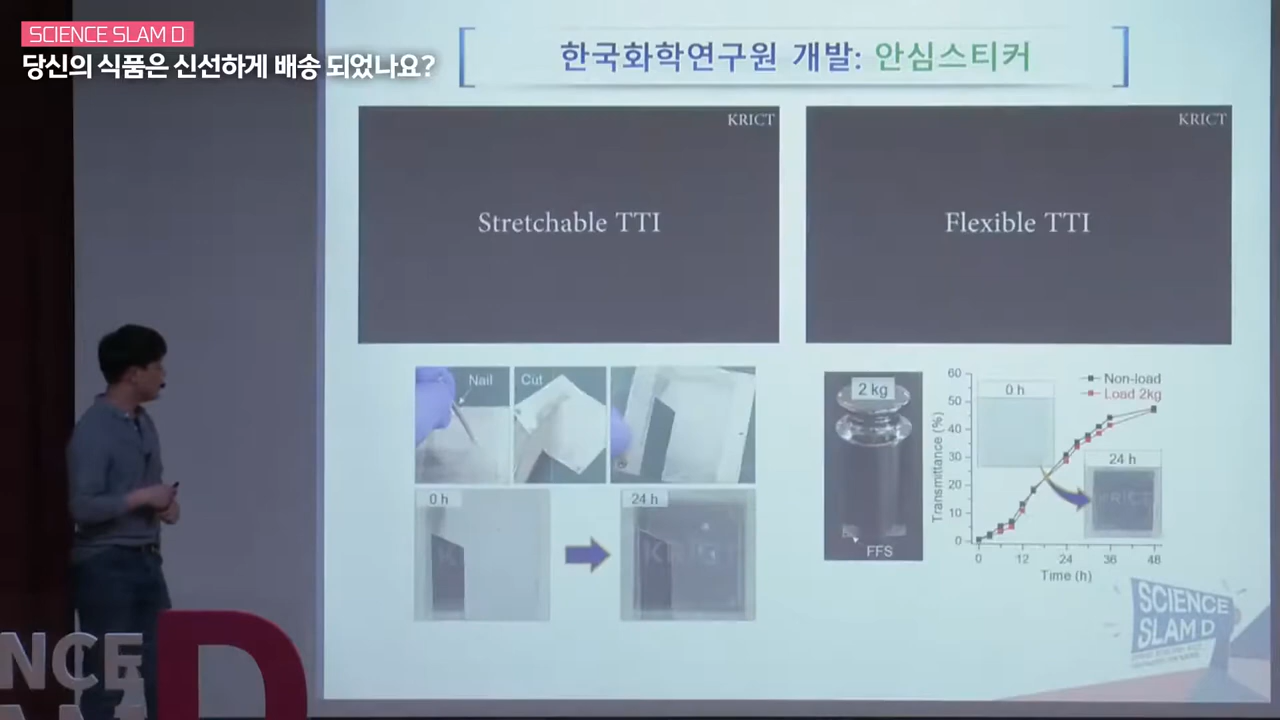 SCIENCE SLAM D
당신의 식품은 신선하게 배송 되었나요?
한국화학연구원 개발: 안심스티커
KRICT
Stretchable TTI
KRICT
Flexible TTI
Nail
Cut
0 h
24 h
KRICT
2 kg
FFS
Transmittance (%)
60
50
40
30
20
10
0
Non-load
Load 2kg
0 h
24 h
KRICT
0 12 24 36 48
Time (h)
SCIENCE
SLAM D
NCE
D